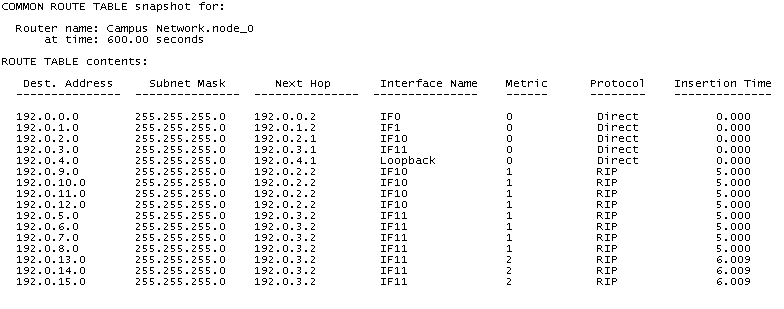 COMMON ROUTE TABLE snapshot for:
Router name: Campus Network.node_0
at time: 600.00 seconds
ROUTE TABLE contents:
Dest. Address Subnet Mask Next Hop Interface Name Metric Protocol Insertion Time
--------------- --------------- --------------- --------------- ------ -------- --------------
192.0.0.0 255.255.255.0 192.0.0.2 IF0 0 Direct 0.000
192.0.1.0 255.255.255.0 192.0.1.2 IF1 0 Direct 0.000
192.0.2.0 255.255.255.0 192.0.2.1 IF10 0 Direct 0.000
192.0.3.0 255.255.255.0 192.0.3.1 IF11 0 Direct 0.000
192.0.4.0 255.255.255.0 192.0.4.1 Loopback 0 Direct 0.000
192.0.9.0 255.255.255.0 192.0.2.2 IF10 1 RIP 5.000
192.0.10.0 255.255.255.0 192.0.2.2 IF10 1 RIP 5.000
192.0.11.0 255.255.255.0 192.0.2.2 IF10 1 RIP 5.000
192.0.12.0 255.255.255.0 192.0.2.2 IF10 1 RIP 5.000
192.0.5.0 255.255.255.0 192.0.3.2 IF11 1 RIP 5.000
192.0.6.0 255.255.255.0 192.0.3.2 IF11 1 RIP 5.000
192.0.7.0 255.255.255.0 192.0.3.2 IF11 1 RIP 5.000
192.0.8.0 255.255.255.0 192.0.3.2 IF11 1 RIP 5.000
192.0.13.0 255.255.255.0 192.0.3.2 IF11 2 RIP 6.009
192.0.14.0 255.255.255.0 192.0.3.2 IF11 2 RIP 6.009
192.0.15.0 255.255.255.0 192.0.3.2 IF11 2 RIP 6.009